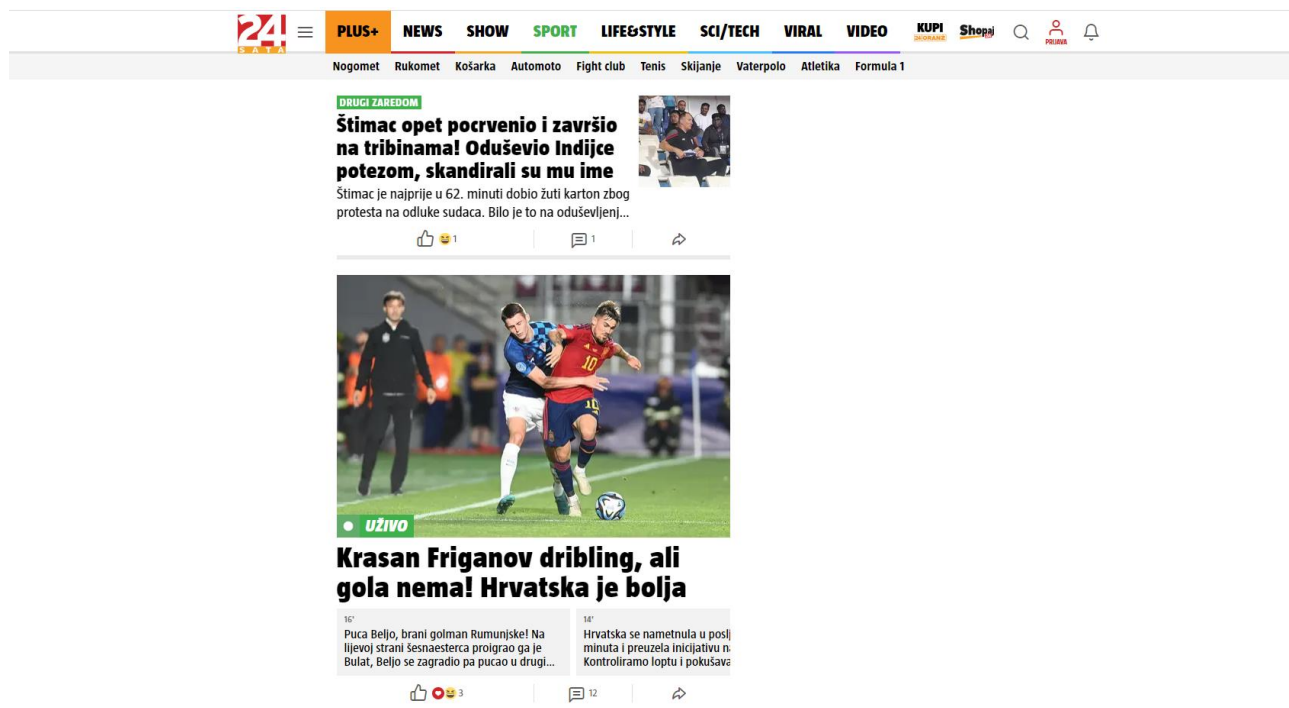 24
SATA
PLUS+ NEWS SHOW SPORT LIFE&STYLE SCI/TECH VIRAL VIDEO KUPI Shopaj
PRIJAVA
Nogomet Rukomet Košarka Automoto Fight club Tenis Skijanje Vaterpolo Atletika Formula 1
DRUGI ZAREDOM
Štimac opet pocrvenio i završio
na tribinama! Oduševio Indijce
potezom, skandirali su mu ime
Štimac je najprije u 62. minuti dobio žuti karton zbog
protesta na odluke sudaca. Bilo je to na oduševljenj...
1 1
10
10
UŽIVO
Krasan Friganov dribling, ali
gola nema! Hrvatska je bolja
16'
Puca Beljo, brani golman Rumunjske! Na
lijevoj strani šesnaesterca proigrao ga je
Bulat, Beljo se zagradio pa pucao u drugi...
14'
Hrvatska se nametnula u poslj
minuta i preuzela inicijativu na
Kontroliramo loptu i pokušava
3 12